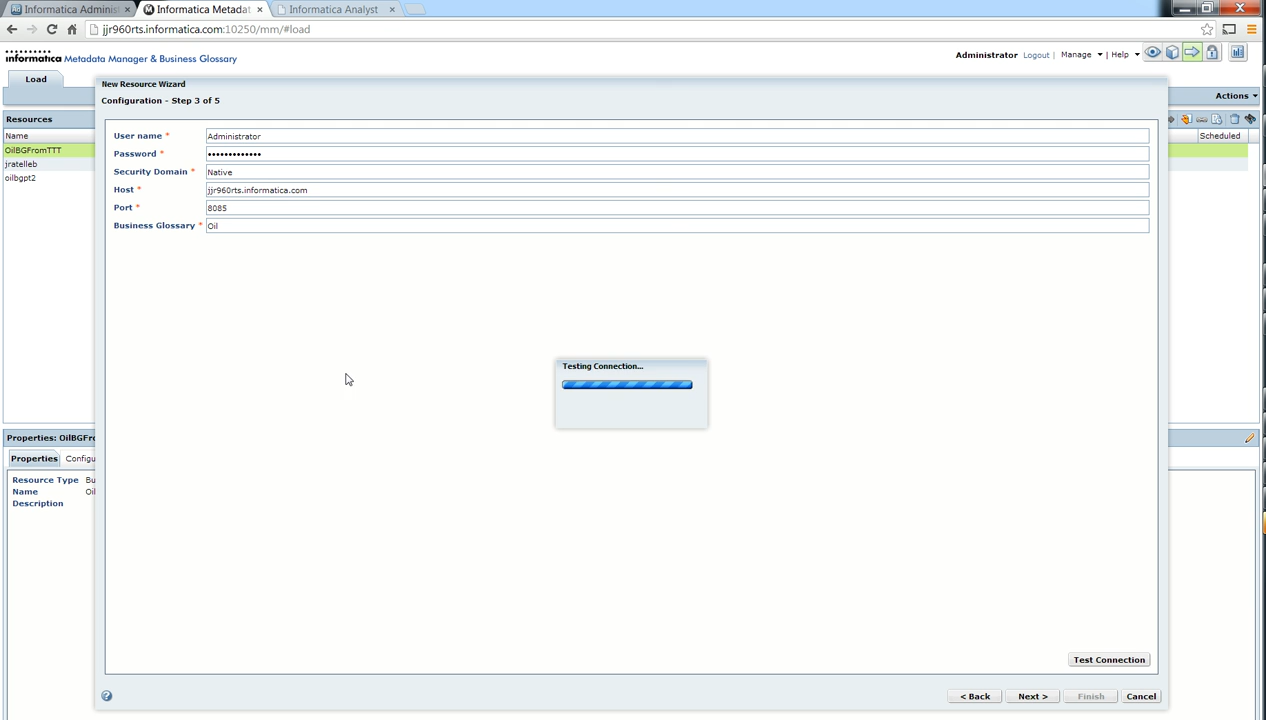 Informatica Adminis
Informatica Metadat
Informatica Analyst
jjr960rts.informatica.com:10250/mm/#load
informatica Metadata Manager & Business Glossary
Administrator Logout | Manage | Help
Load
Actions
New Resource Wizard
Configuration - Step 3 of 5
Resources
Name
Scheduled
OilBGFromTTT
jratelleb
oilbgpt2
User name * Administrator
Password * •••••••••••••
Security Domain * Native
Host * jjr960rts.informatica.com
Port * 8085
Business Glossary * Oil
Testing Connection...
Properties: OilBGFro
Properties Configu
Resource Type Bu
Name Oil
Description
Test Connection
< Back Next > Finish Cancel